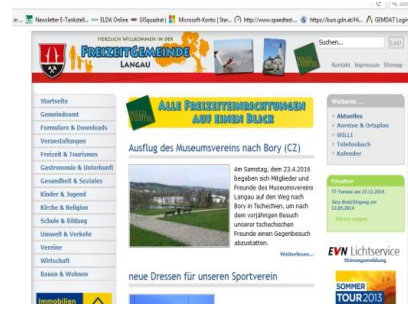 Newsletter E-Tankstell...
ELDA Online
GISquadrat
Microsoft-Konto
Star...
http://www.speedtest...
https://kurs.gdn.at/Hi...
GEMDAT Login
HERZLICH WILLKOMMEN IN DER
FREIZEITGEMEINDE
LANGAU
Suchen...
Los!
Kontakt Impressum Sitemap
Startseite
Gemeindeamt
Formulare & Downloads
Veranstaltungen
Freizeit & Tourismus
Gastronomie & Unterkunft
Gesundheit & Soziales
Kinder & Jugend
Kirche & Religion
Schule & Bildung
Umwelt & Verkehr
Vereine
Wirtschaft
Bauen & Wohnen
Immobilien
ALLE FREIZEITEINRICHTUNGEN
AUF EINEN BLICK
Ausflug des Museumsvereins nach Bory (CZ)
Am Samstag, dem 23.4.2016
begaben sich Mitglieder und
Freunde des Museumsvereins
Langau auf den Weg nach
Bory in Tschechien, um nach
dem vorjährigen Besuch
unserer tschechischen
Freunde einen Gegenbesuch
abzustatten.
Weiterlesen...
neue Dressen für unseren Sportverein
Weiteres ...
Aktuelles
Anreise & Ortsplan
WILLI
Telefonbuch
Kalender
TT-Turnier am 27.12.2014
Jury-Besichtigung am
13.05.2014
EVN Lichtservice
Störungsmeldung
SOMMER
TOUR 2013